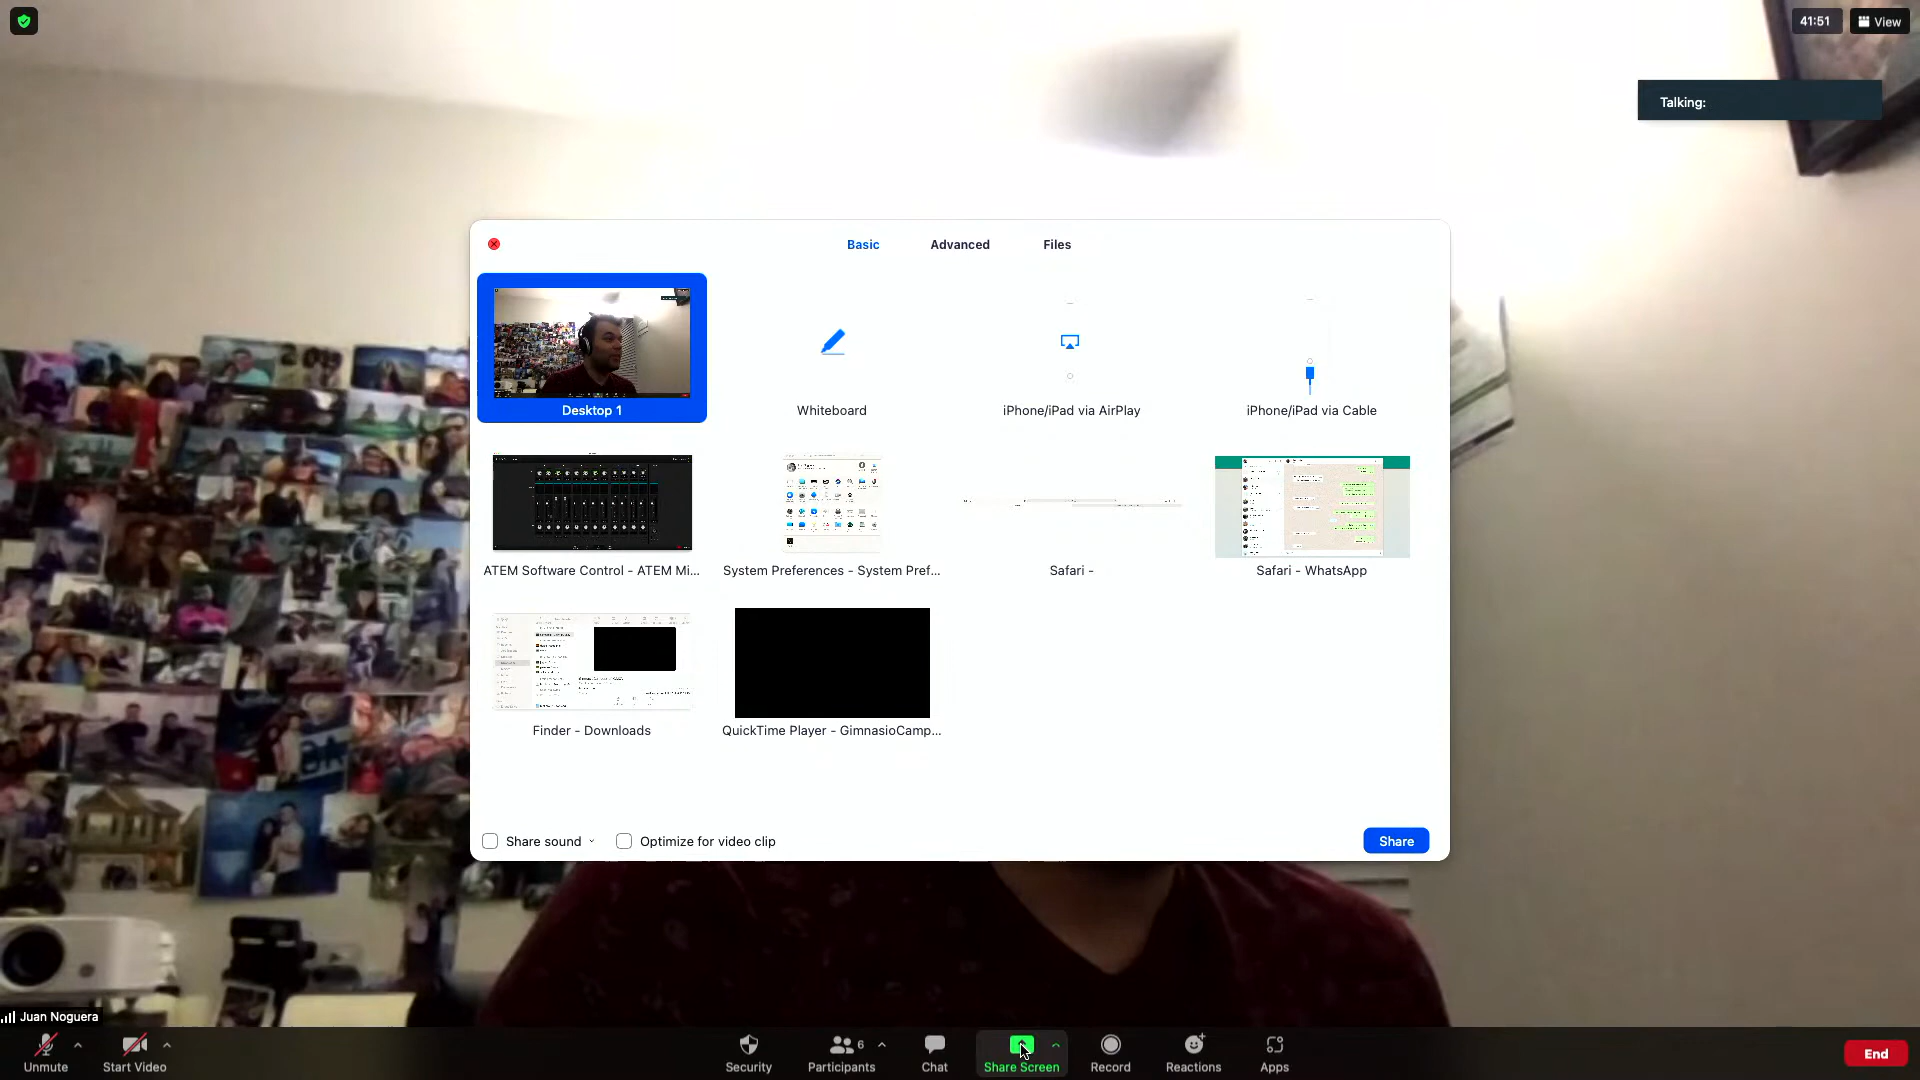 41:51
View
Talking:
Basic
Advanced
Files
Desktop 1
Whiteboard
iPhone/iPad via AirPlay
iPhone/iPad via Cable
ATEM Software Control - ATEM Mi...
System Preferences - System Pref...
Safari -
Safari - WhatsApp
Finder - Downloads
QuickTime Player - GimnasioCamp...
Share sound
Optimize for video clip
Share
Juan Noguera
Unmute
Start Video
Security
6
Participants
Chat
Share Screen
Record
Reactions
Apps
End